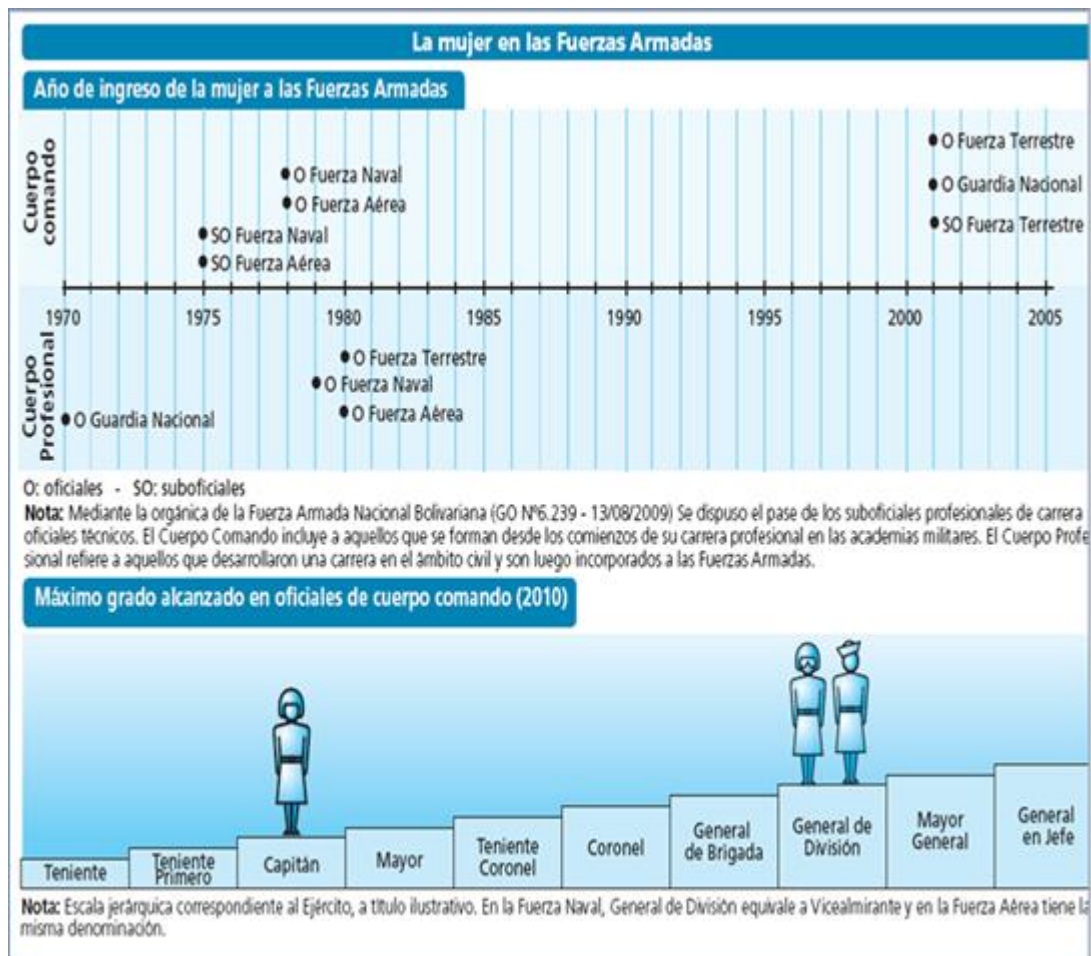 La mujer en las Fuerzas Armadas
Año de ingreso de la mujer a las Fuerzas Armadas
Cuerpo comando
O Fuerza Terrestre
O Fuerza Naval
O Guardia Nacional
O Fuerza Aérea
SO Fuerza Terrestre
SO Fuerza Naval
SO Fuerza Aérea
1970 1975 1980 1985 1990 1995 2000 2005
Cuerpo Profesional
O Fuerza Terrestre
O Fuerza Naval
O Fuerza Aérea
O Guardia Nacional
O: oficiales - SO: suboficiales
Nota: Mediante la orgánica de la Fuerza Armada Nacional Bolivariana (GO Nº6.239 - 13/08/2009) Se dispuso el pase de los suboficiales profesionales de carrera
oficiales técnicos. El Cuerpo Comando incluye a aquellos que se forman desde los comienzos de su carrera profesional en las academias militares. El Cuerpo Profe
sional refiere a aquellos que desarrollaron una carrera en el ámbito civil y son luego incorporados a las Fuerzas Armadas.
Máximo grado alcanzado en oficiales de cuerpo comando (2010)
Teniente
Teniente Primero
Capitán
Mayor
Teniente Coronel
Coronel
General de Brigada
General de División
Mayor General
General en Jefe
Nota: Escala jerárquica correspondiente al Ejército, a título ilustrativo. En la Fuerza Naval, General de División equivale a Vicealmirante y en la Fuerza Aérea tiene la
misma denominación.